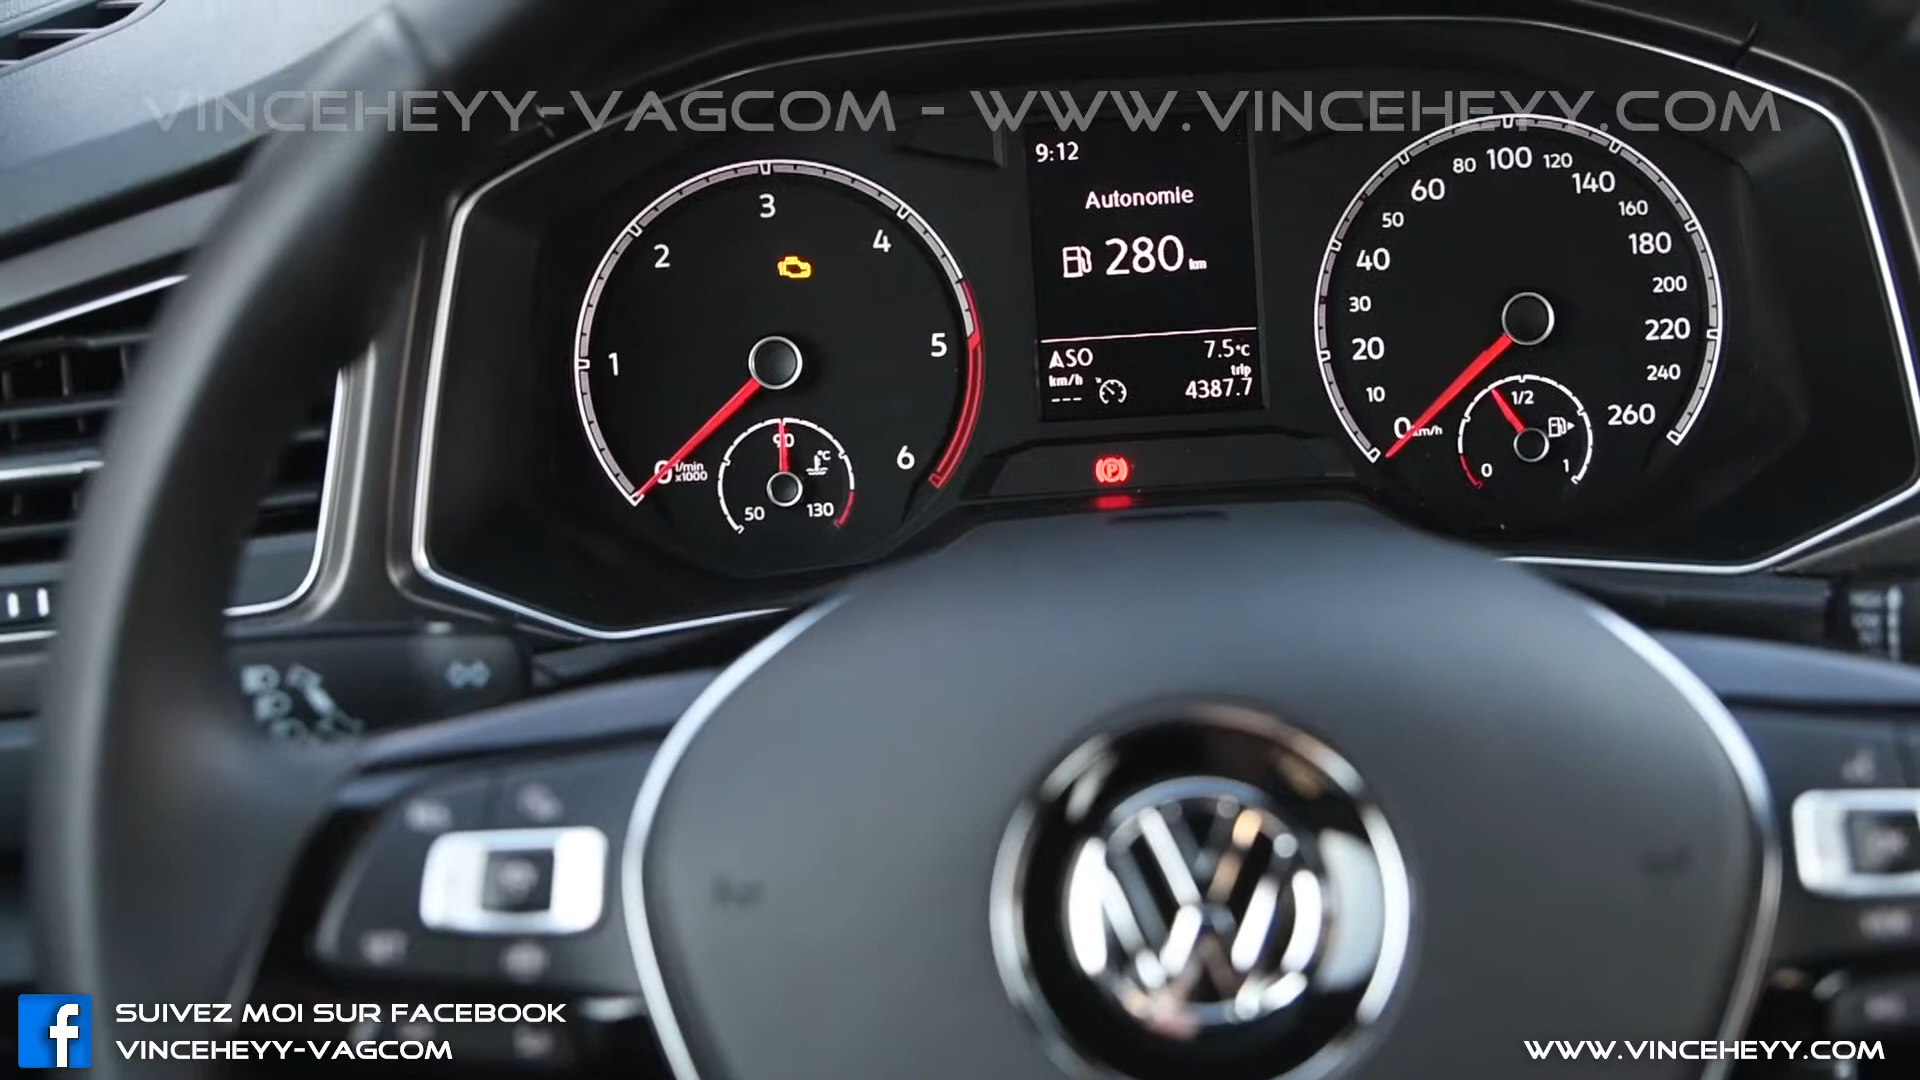 VINCEHEYY-VAGCOM - WWW.VINCEHEYY.COM
9:12
Autonomie
280 km
ASO 7.5°C
km/h trip
--- 4387.7
0 1 2 3 4 5 6
l/min
x1000
50 90 130
°C
0 10 20 30 40 50 60 80 100 120 140 160 180 200 220 240 260
km/h
0 1/2 1
P
SUIVEZ MOI SUR FACEBOOK
VINCEHEYY-VAGCOM
WWW.VINCEHEYY.COM